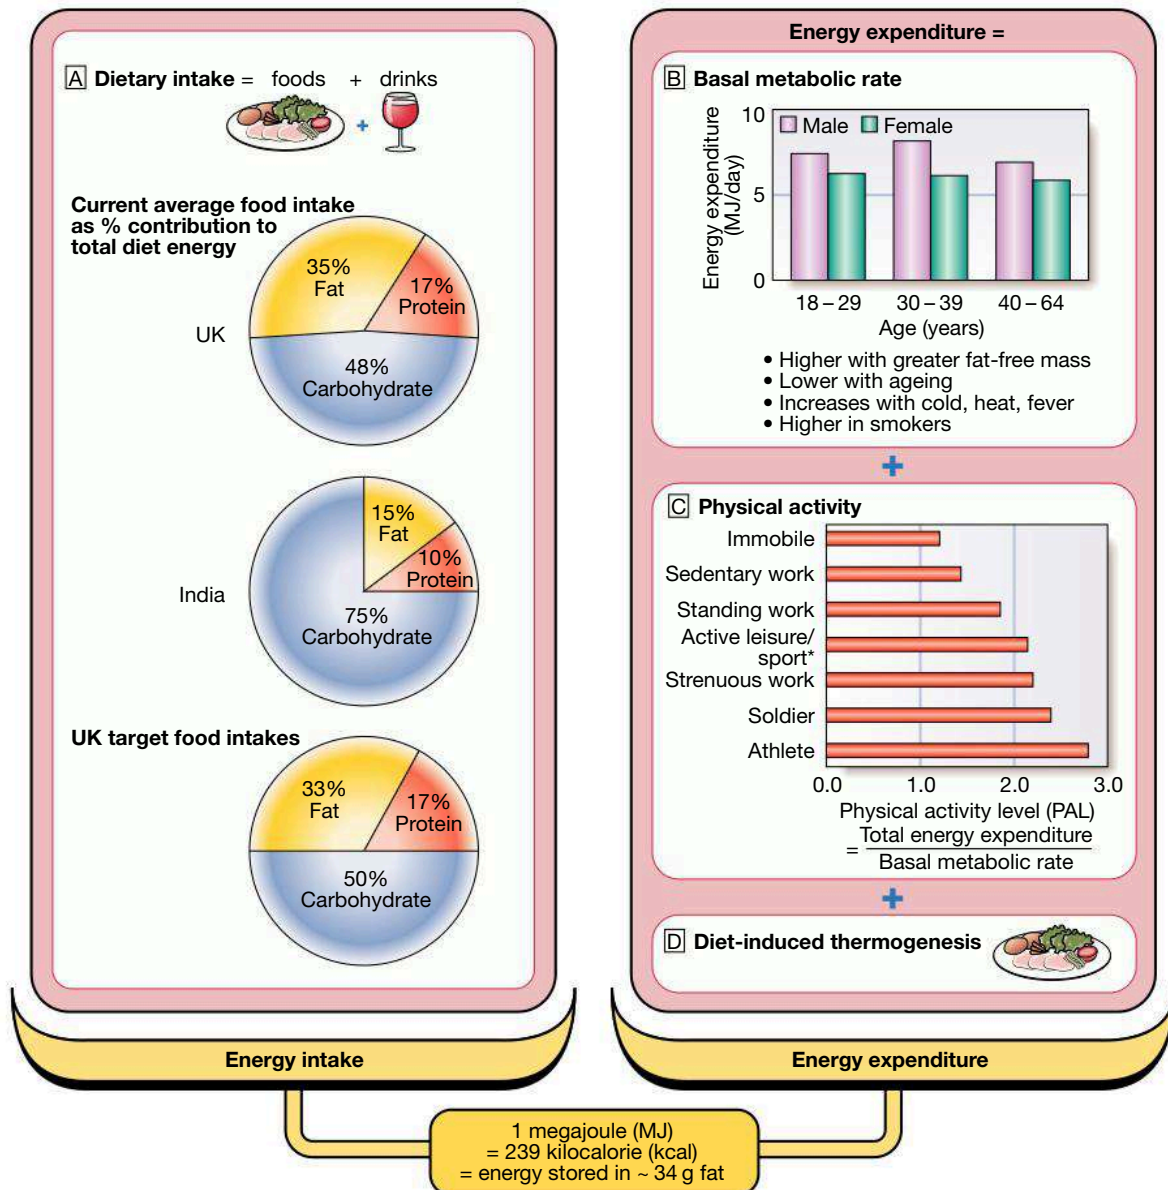 A Dietary intake = foods + drinks
+
Current average food intake
as % contribution to
total diet energy
35%
Fat
17%
Protein
48%
Carbohydrate
UK
15%
Fat
10%
Protein
75%
Carbohydrate
India
UK target food intakes
33%
Fat
17%
Protein
50%
Carbohydrate
Energy intake
Energy expenditure =
B Basal metabolic rate
Energy expenditure
(MJ/day)
10
5
0
Male
Female
18 – 29
30 – 39
40 – 64
Age (years)
• Higher with greater fat-free mass
• Lower with ageing
• Increases with cold, heat, fever
• Higher in smokers
+
C Physical activity
Immobile
Sedentary work
Standing work
Active leisure/
sport*
Strenuous work
Soldier
Athlete
0.0 1.0 2.0 3.0
Physical activity level (PAL)
= Total energy expenditure
Basal metabolic rate
+
D Diet-induced thermogenesis
Energy expenditure
1 megajoule (MJ)
= 239 kilocalorie (kcal)
= energy stored in ~ 34 g fat